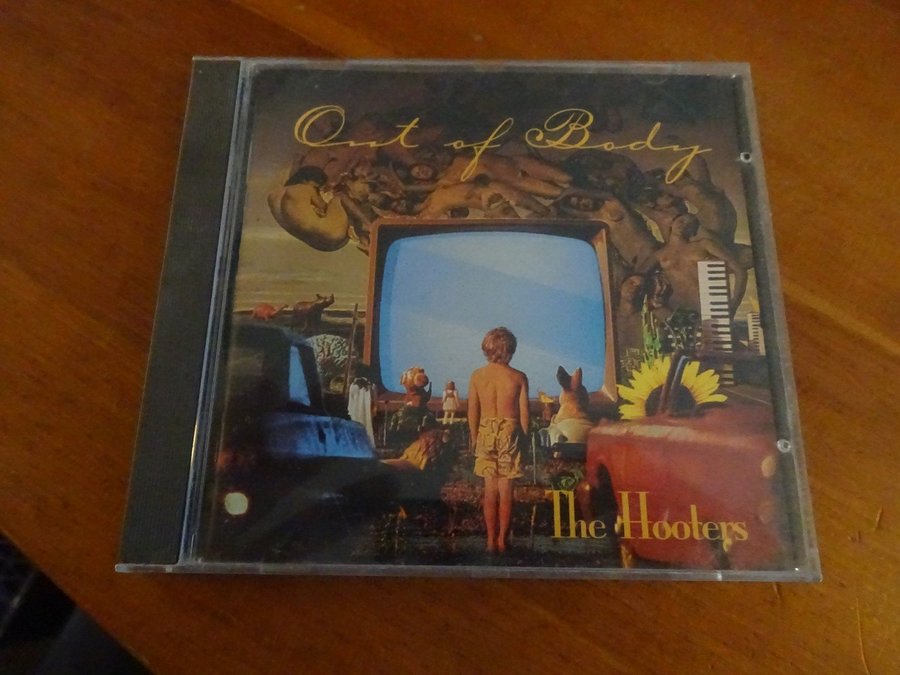 Out of Body
The Hooters